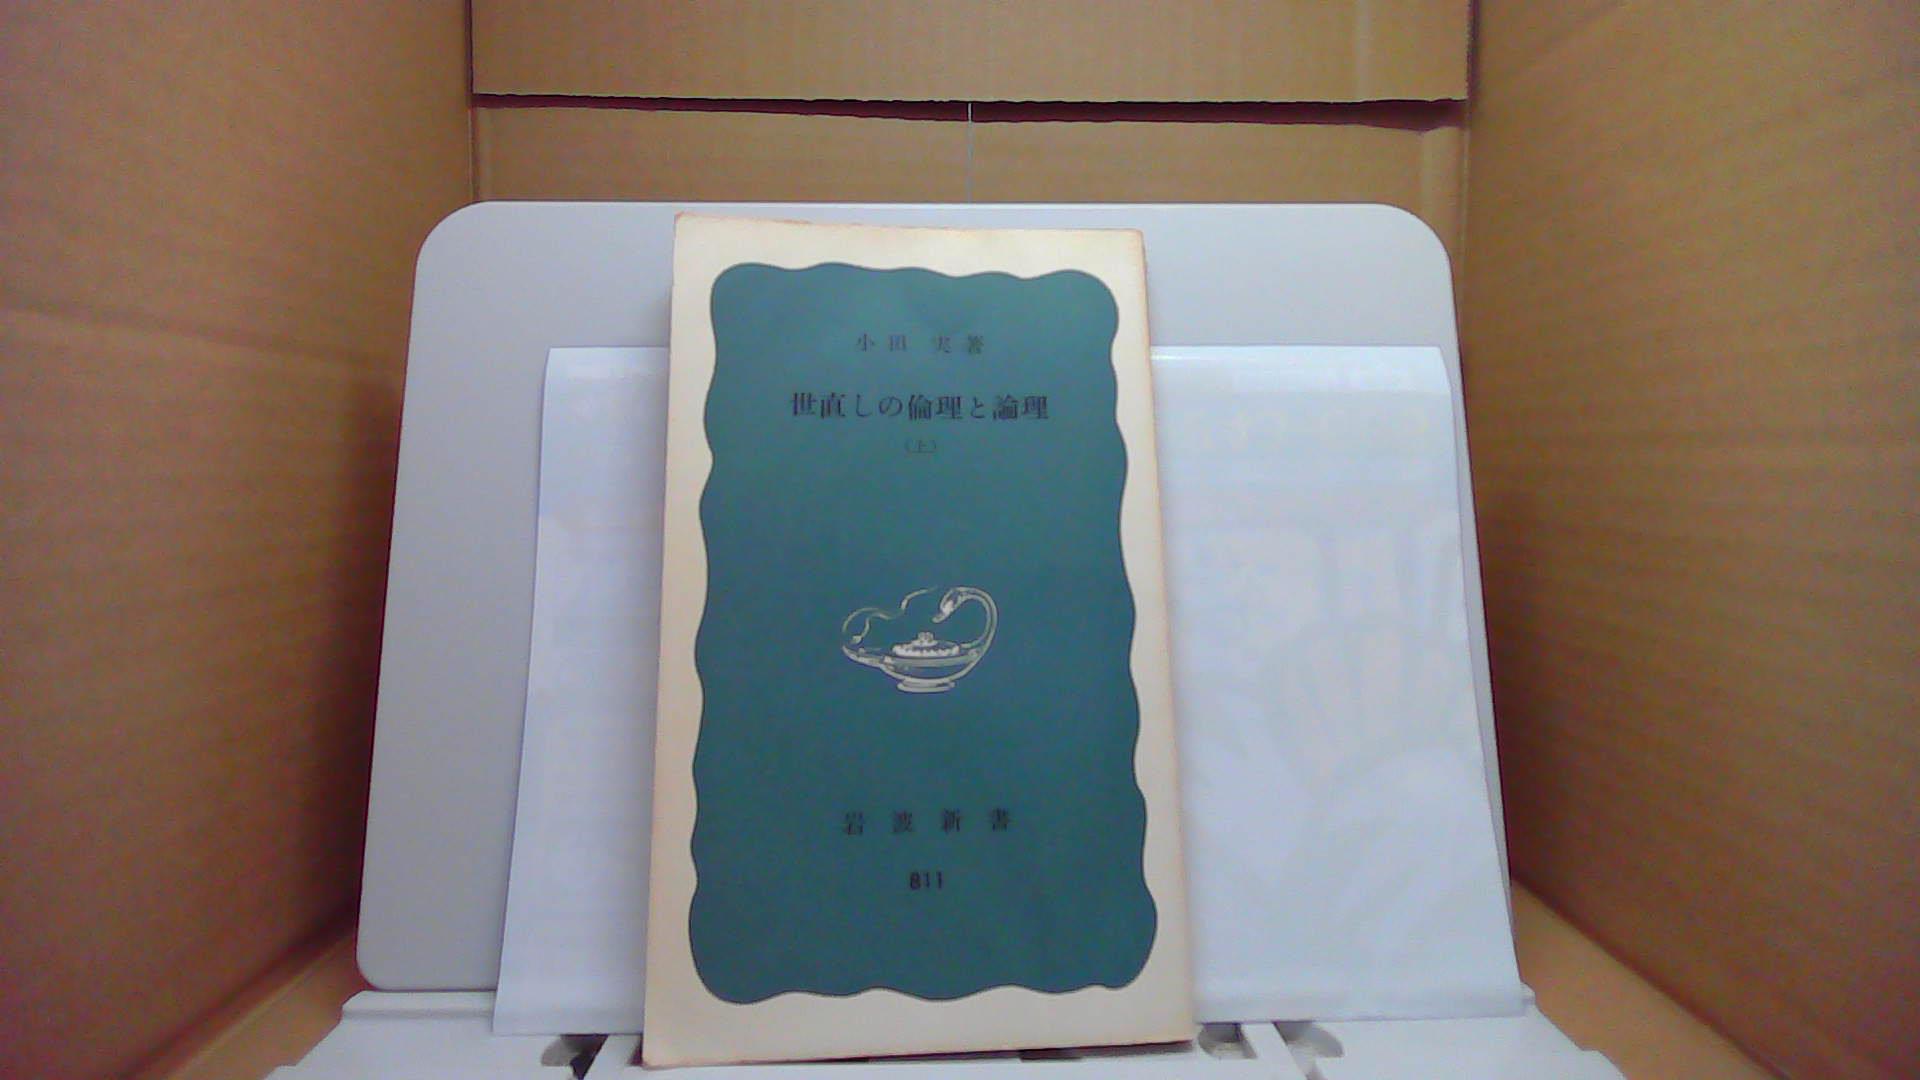 小田 実 著
世直しの倫理と論理
(上)
岩波新書
811